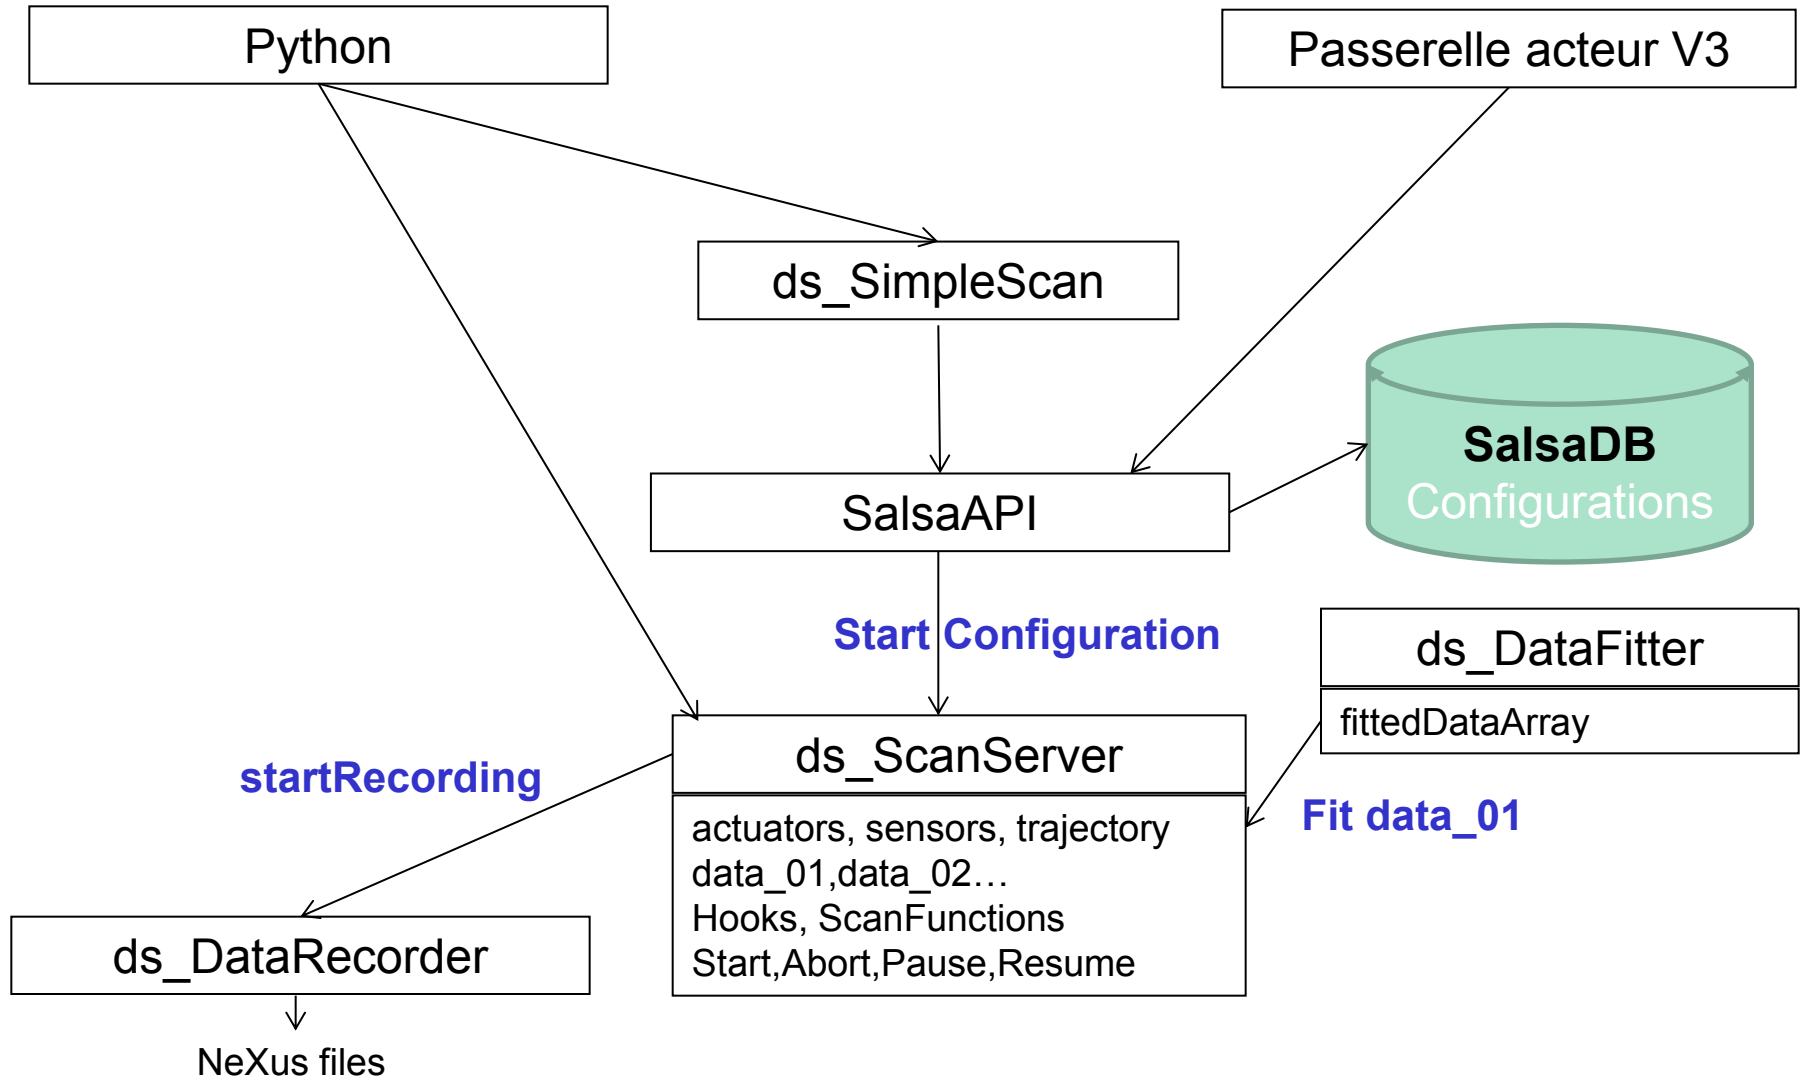 Python
Passerelle acteur V3
ds_SimpleScan
SalsaDB
Configurations
SalsaAPI
Start Configuration
ds_DataFitter
fittedDataArray
startRecording
ds_ScanServer
Fit data_01
actuators, sensors, trajectory
data_01,data_02…
Hooks, ScanFunctions
Start,Abort,Pause,Resume
ds_DataRecorder
NeXus files